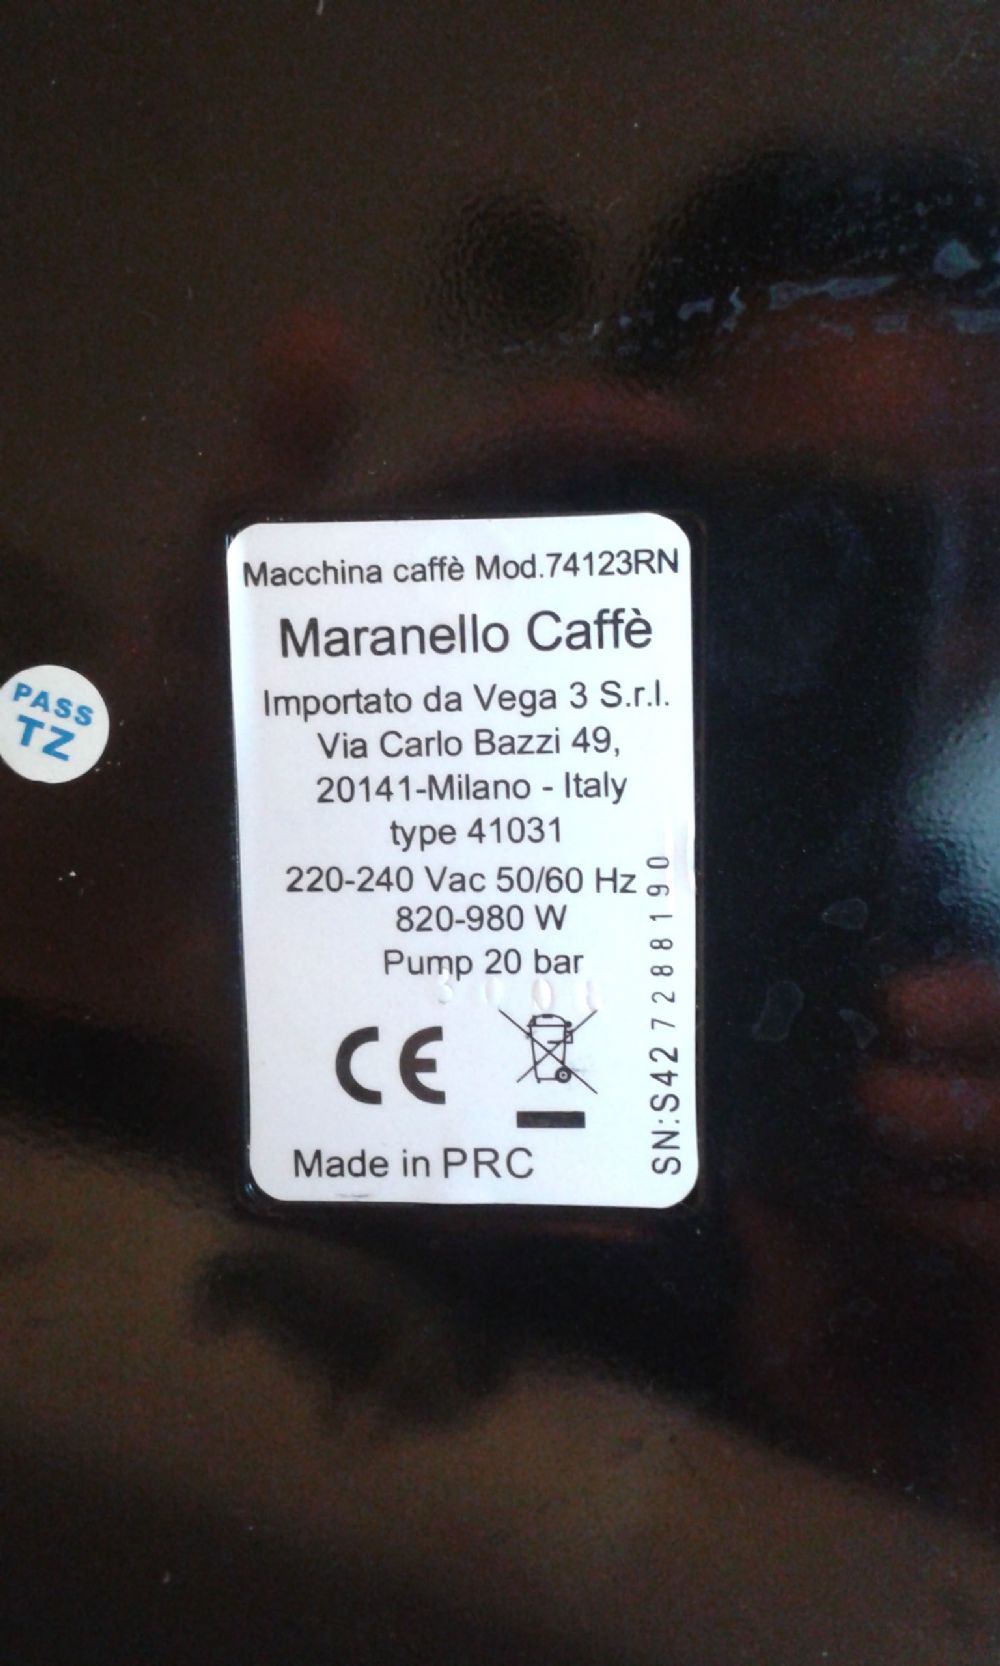 Macchina caffè Mod.74123RN
Maranello Caffè
Importato da Vega 3 S.r.l.
Via Carlo Bazzi 49,
20141-Milano - Italy
type 41031
220-240 Vac 50/60 Hz
820-980 W
Pump 20 bar
CE
Made in PRC
SN:S427288190
PASS
TZ